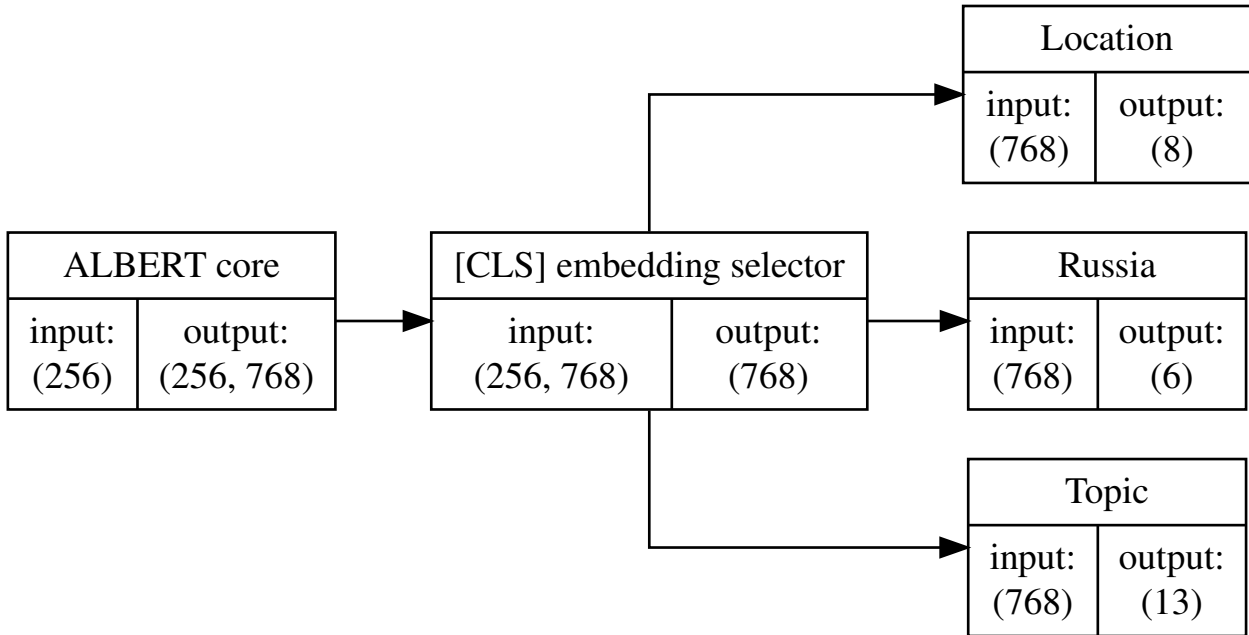 Location
input:
(768)
output:
(8)
ALBERT core
input:
(256)
output:
(256, 768)
[CLS] embedding selector
input:
(256, 768)
output:
(768)
Russia
input:
(768)
output:
(6)
Topic
input:
(768)
output:
(13)